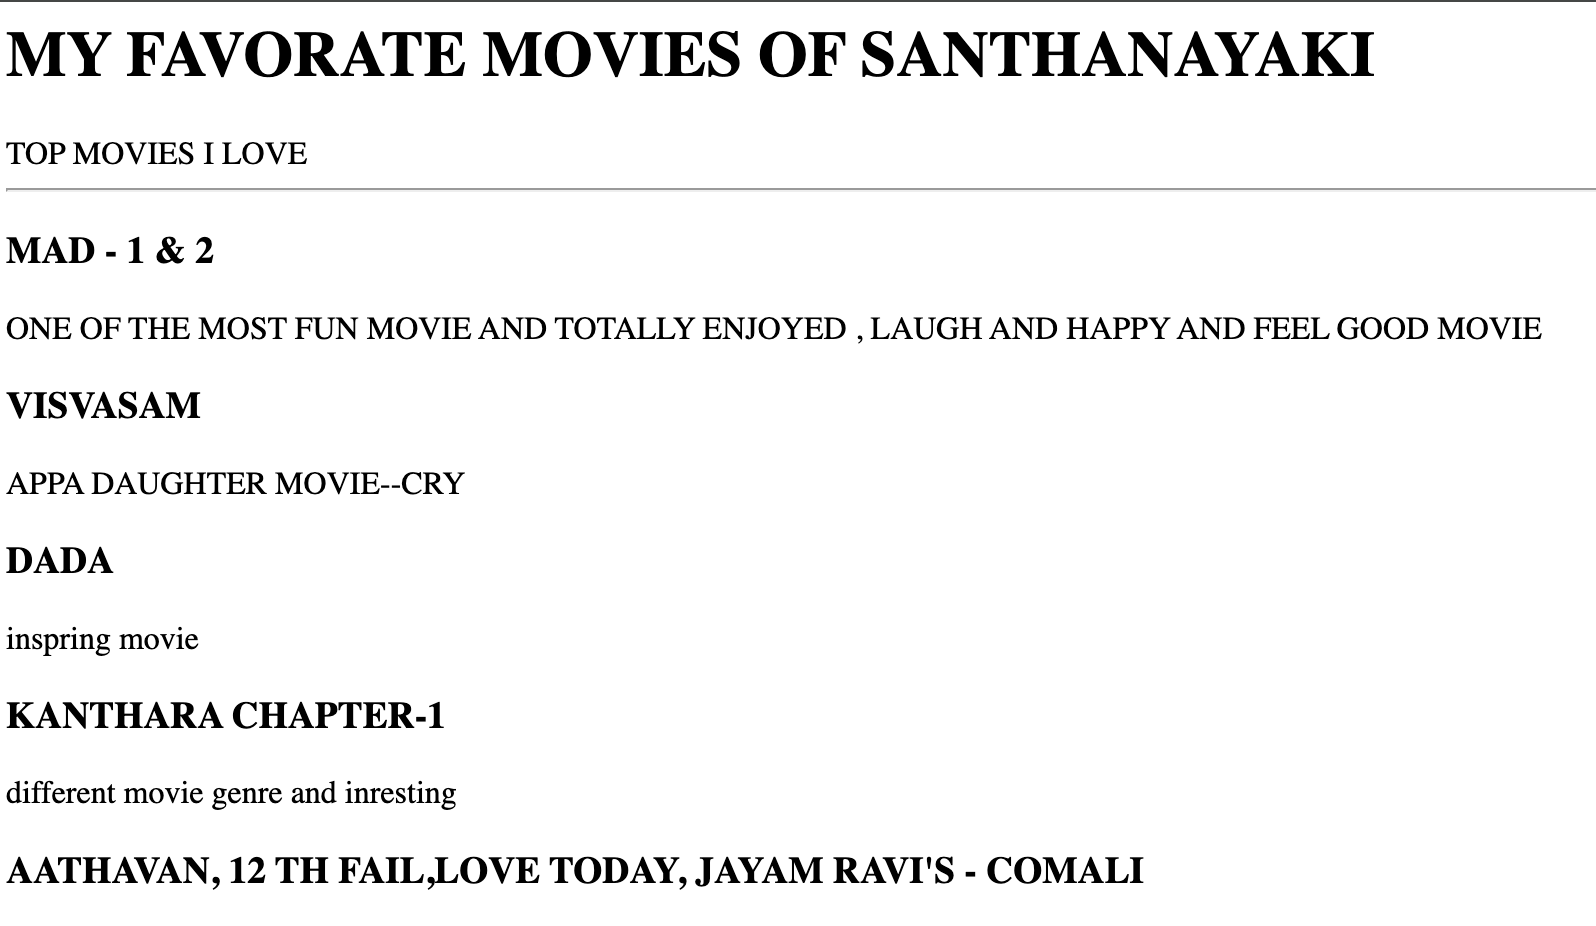 MY FAVORATE MOVIES OF SANTHANAYAKI
TOP MOVIES I LOVE
MAD - 1 & 2
ONE OF THE MOST FUN MOVIE AND TOTALLY ENJOYED , LAUGH AND HAPPY AND FEEL GOOD MOVIE
VISVASAM
APPA DAUGHTER MOVIE--CRY
DADA
inspring movie
KANTHARA CHAPTER-1
different movie genre and inresting
AATHAVAN, 12 TH FAIL,LOVE TODAY, JAYAM RAVI'S - COMALI